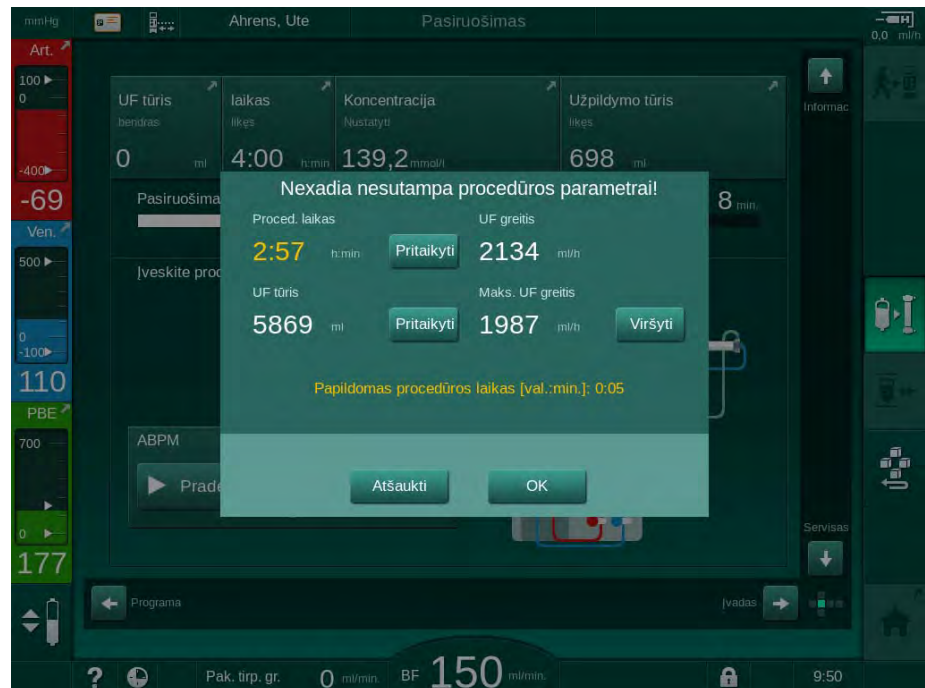 mmHg
Ahrens, Ute
Pasiruošimas
0,0 ml/h
Art.
100
0
-400
-69
Ven.
500
0
-100
110
PBE
700
0
177
UF tūris
bendras
0 ml
laikas
likęs
4:00 h:min
Koncentracija
Nustatyti
139,2 mmol/l
Užpildymo tūris
likęs
698 ml
Informac
Pasiruošima
8 min.
Įveskite proc
Nexadia nesutampa procedūros parametrai!
Proced. laikas
2:57 h:min
Pritaikyti
UF greitis
2134 ml/h
UF tūris
5869 ml
Pritaikyti
Maks. UF greitis
1987 ml/h
Viršyti
Papildomas procedūros laikas [val.:min.]: 0:05
Atšaukti
OK
ABPM
Prade
Servisas
Programa
Įvadas
?
Pak. tirp. gr. 0 ml/min.
BF 150 ml/min.
9:50